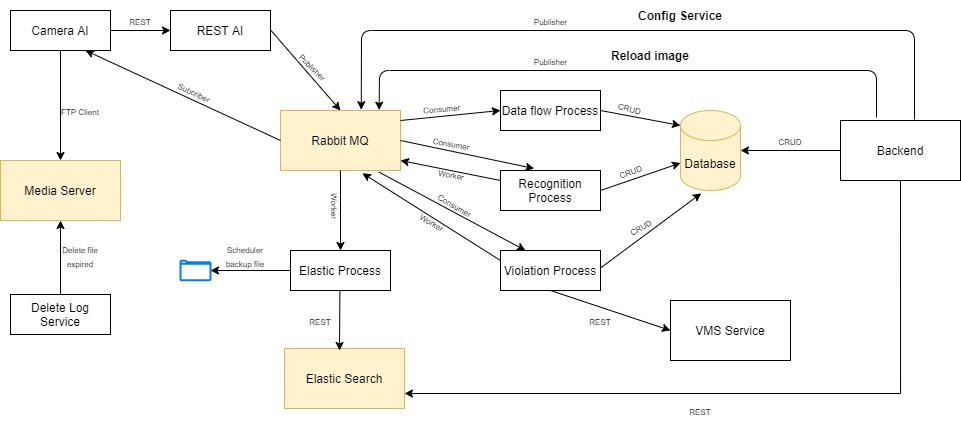 Config Service
Publisher
Camera AI
REST
REST AI
Reload image
Publisher
Publisher
Subcriber
FTP Client
Consumer
Data flow Process
CRUD
Rabbit MQ
Consumer
CRUD
Backend
Database
Worker
CRUD
Media Server
Recognition
Process
Worker
Consumer
Worker
CRUD
Delete file
expired
Scheduler
backup file
Elastic Process
Violation Process
Delete Log
Service
REST
REST
VMS Service
Elastic Search
REST